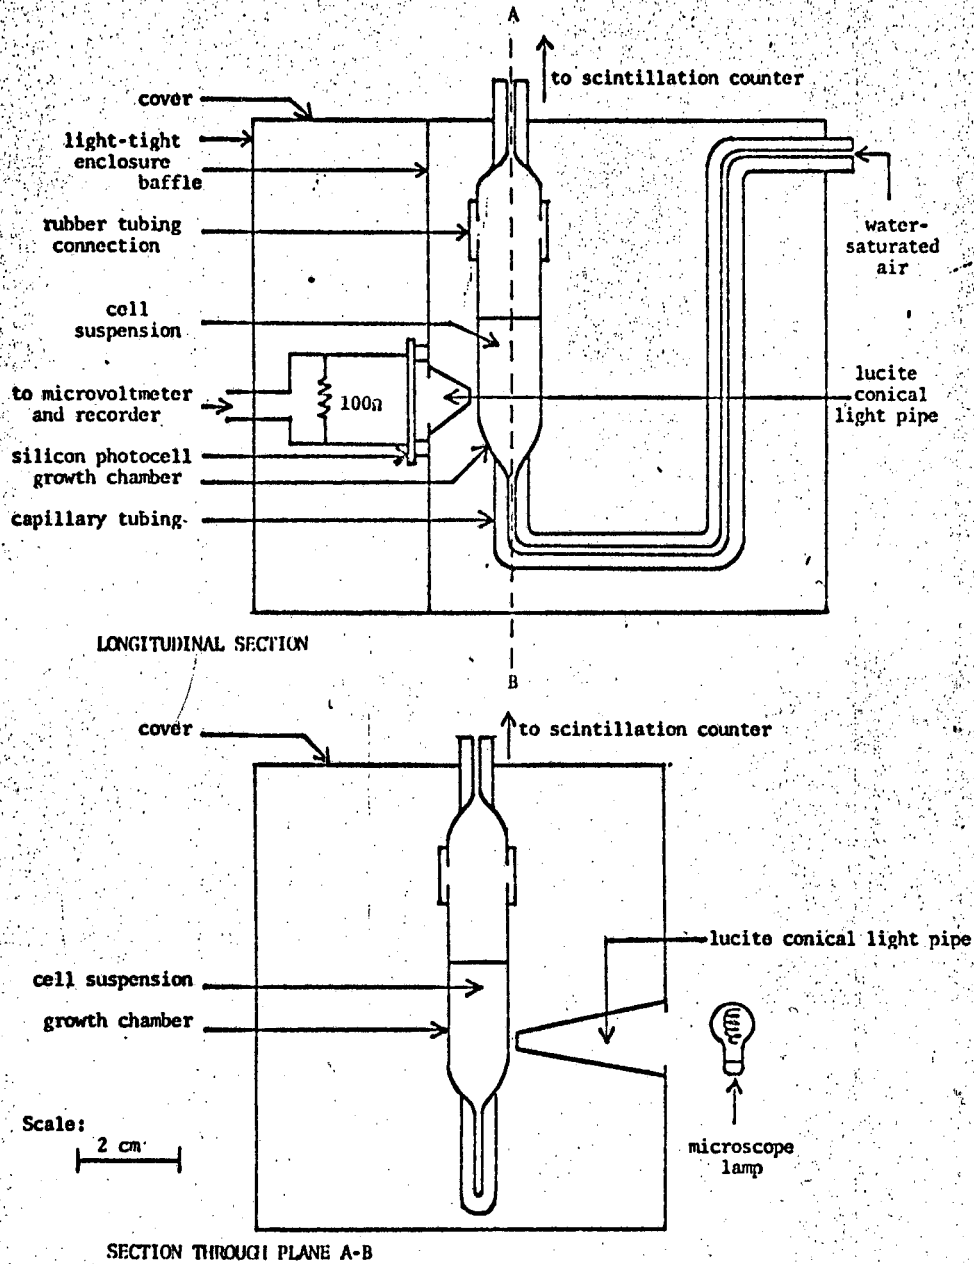 A
to scintillation counter
cover
light-tight
enclosure
baffle
rubber tubing
connection
water-
saturated
air
cell
suspension
to microvoltmeter
and recorder
100Ω
lucite
conical
light pipe
silicon photocell
growth chamber
capillary tubing
LONGITUDINAL SECTION
B
cover
to scintillation counter
lucite conical light pipe
cell suspension
growth chamber
Scale:
2 cm
microscope
lamp
SECTION THROUGH PLANE A-B